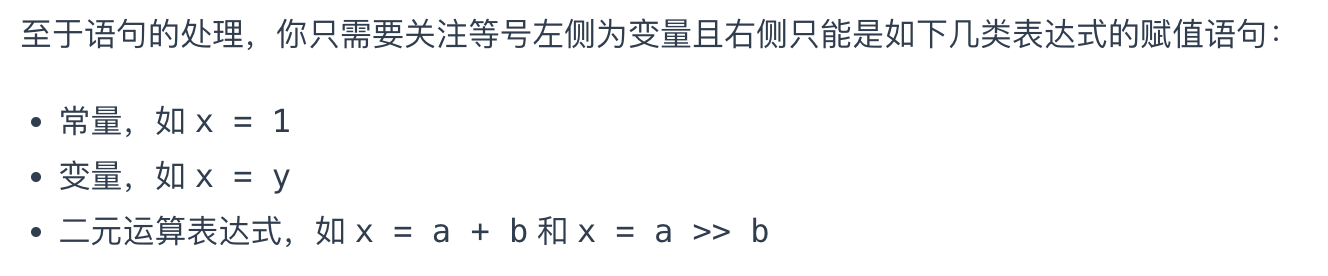 至于语句的处理，你只需要关注等号左侧为变量且右侧只能是如下几类表达式的赋值语句：
• 常量，如 x = 1
• 变量，如 x = y
• 二元运算表达式，如 x = a + b 和 x = a >> b